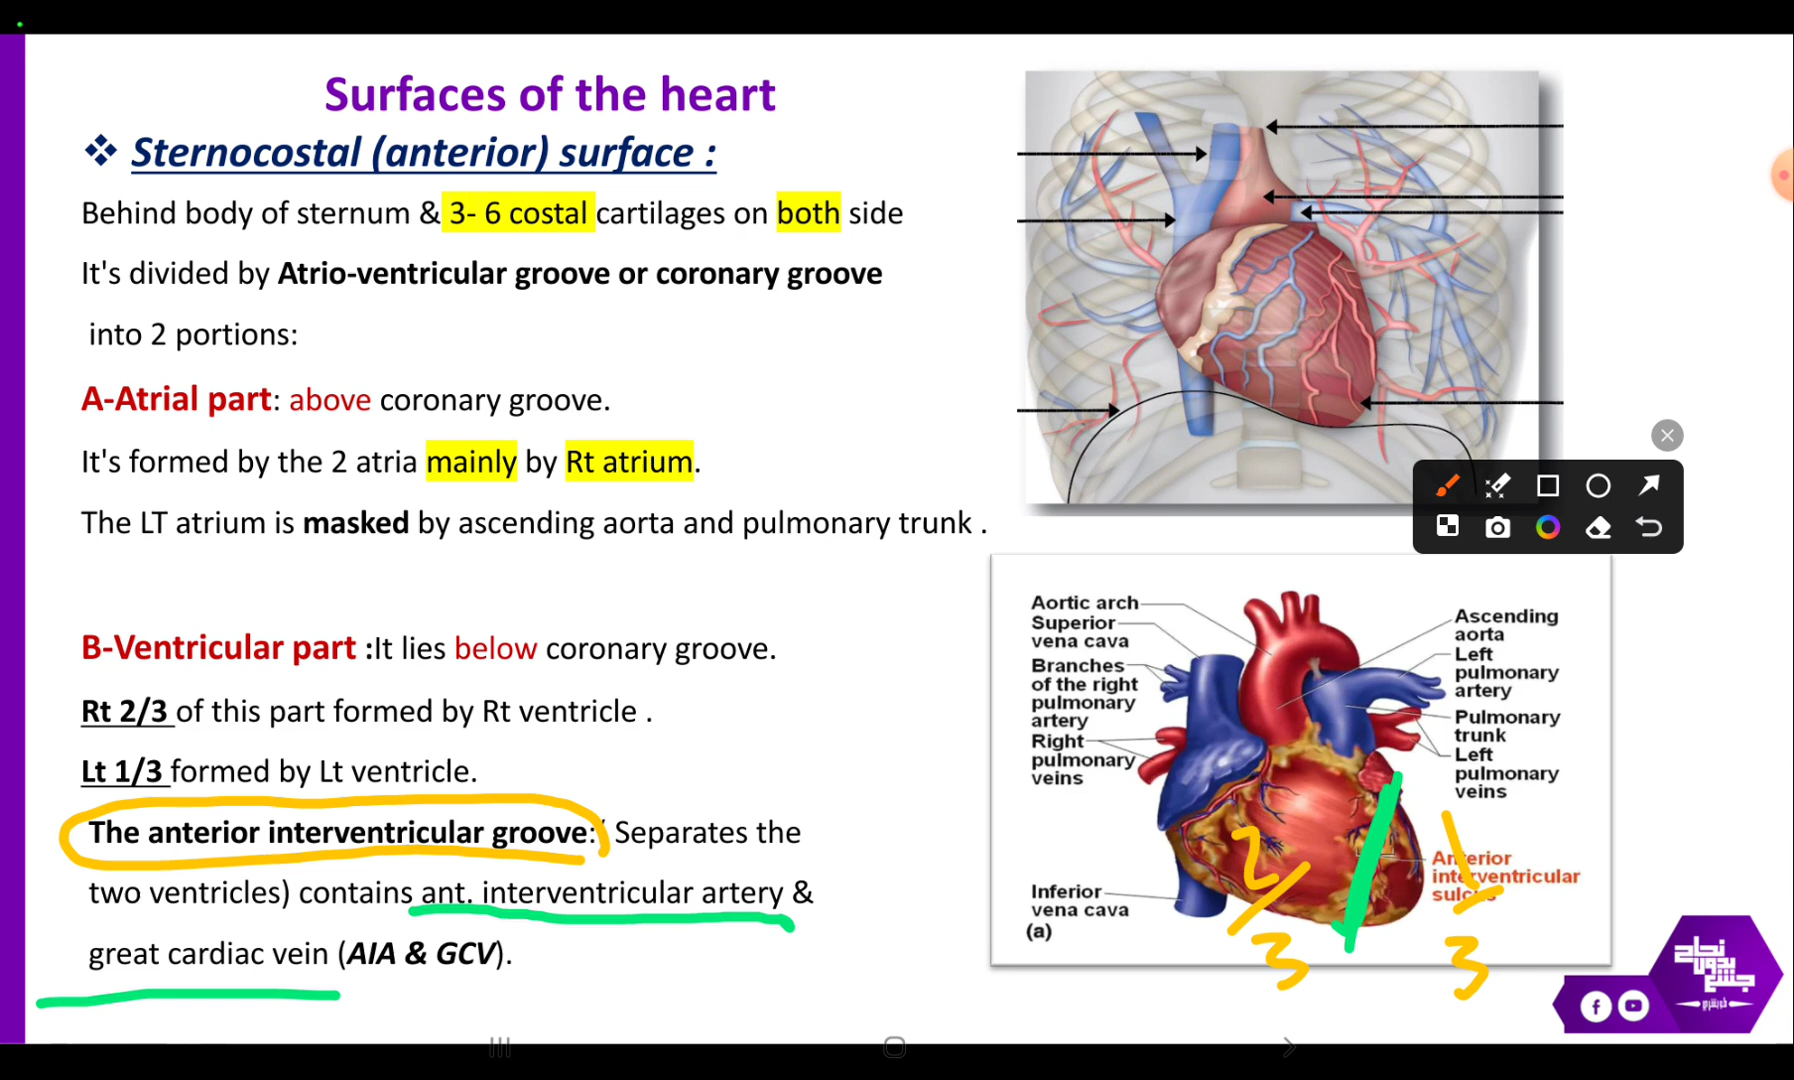 Surfaces of the heart
❖ Sternocostal (anterior) surface :
Behind body of sternum & 3- 6 costal cartilages on both side
It's divided by Atrio-ventricular groove or coronary groove
into 2 portions:
A-Atrial part: above coronary groove.
It's formed by the 2 atria mainly by Rt atrium.
The LT atrium is masked by ascending aorta and pulmonary trunk .
B-Ventricular part :It lies below coronary groove.
Rt 2/3 of this part formed by Rt ventricle .
Lt 1/3 formed by Lt ventricle.
The anterior interventricular groove: Separates the
two ventricles) contains ant. interventricular artery &
great cardiac vein (AIA & GCV).
Aortic arch
Superior
vena cava
Branches
of the right
pulmonary
artery
Right
pulmonary
veins
Inferior
vena cava
(a)
Ascending
aorta
Left
pulmonary
artery
Pulmonary
trunk
Left
pulmonary
veins
Anterior
interventricular
sulcus
2/3
1/3
نجاح
بدون
جشع